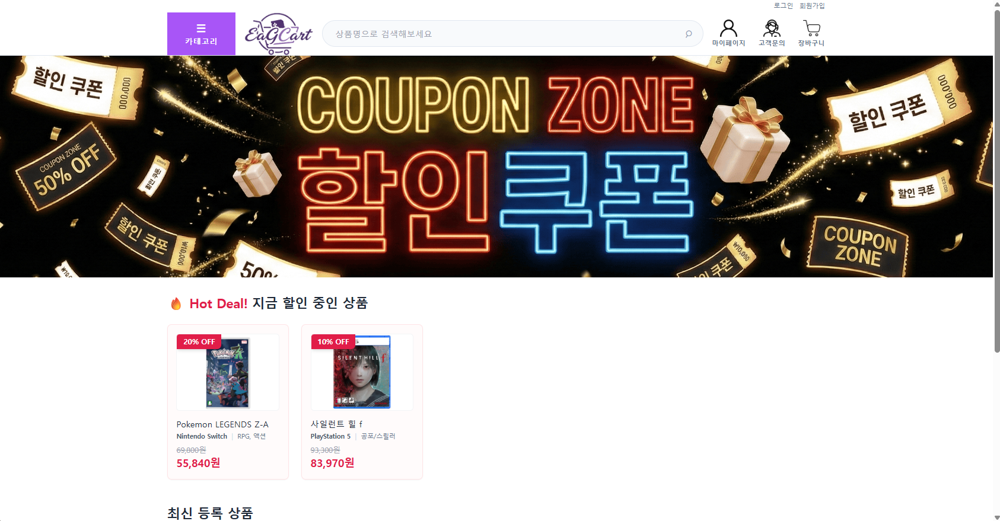 로그인 회원가입
카테고리
EaGCart
상품명으로 검색해보세요
마이페이지 고객문의 장바구니
할인 쿠폰
000'000
COUPON ZONE
할인쿠폰
할인 쿠폰
000,000
COUPON ZONE
50% OFF
할인 쿠폰
할인 쿠폰
할인 쿠폰
₩10,000
50%
₩10,000
쿠폰
COUPON
ZONE
Hot Deal! 지금 할인 중인 상품
20% OFF
Pokemon LEGENDS Z-A
Nintendo Switch | RPG, 액션
69,800원
55,840원
10% OFF
SILENT HILL f
사일런트 힐 f
PlayStation 5 | 공포/스릴러
93,300원
83,970원
최신 등록 상품